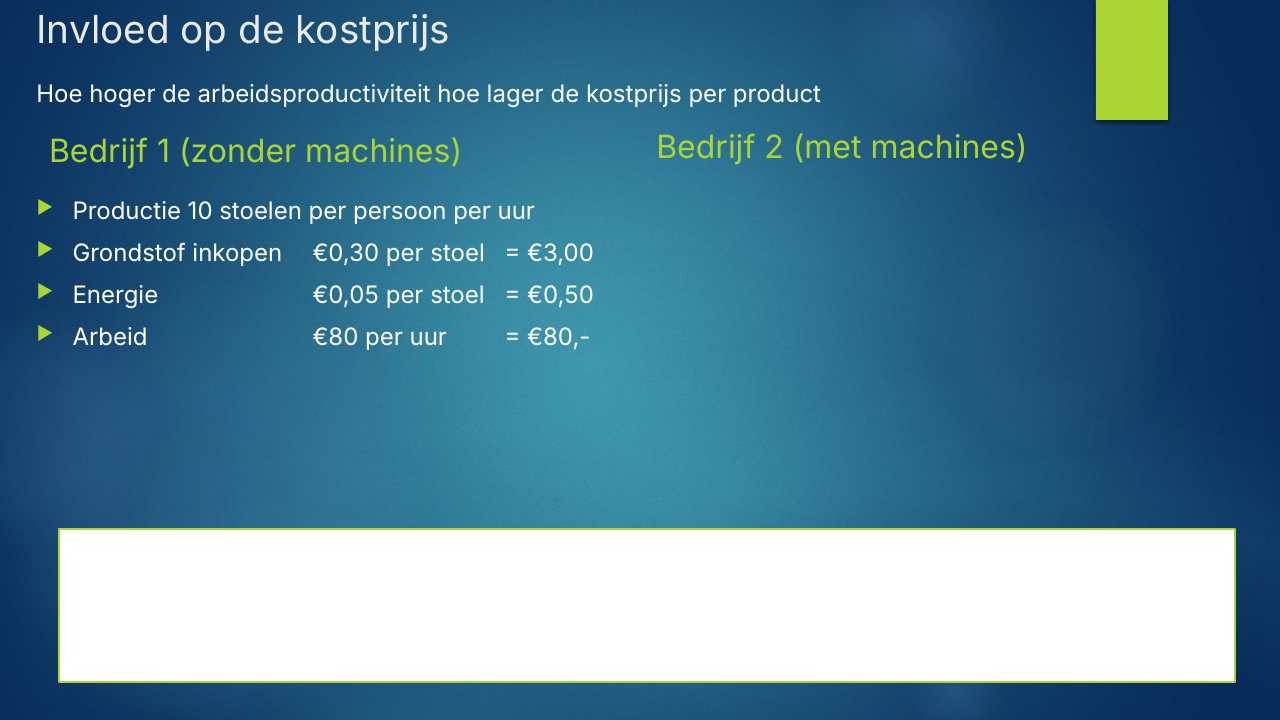 Invloed op de kostprijs
Hoe hoger de arbeidsproductiviteit hoe lager de kostprijs per product
Bedrijf 1 (zonder machines)
Productie 10 stoelen per persoon per uur
Grondstof inkopen €0,30 per stoel = €3,00
Energie €0,05 per stoel = €0,50
Arbeid €80 per uur = €80,-
Bedrijf 2 (met machines)